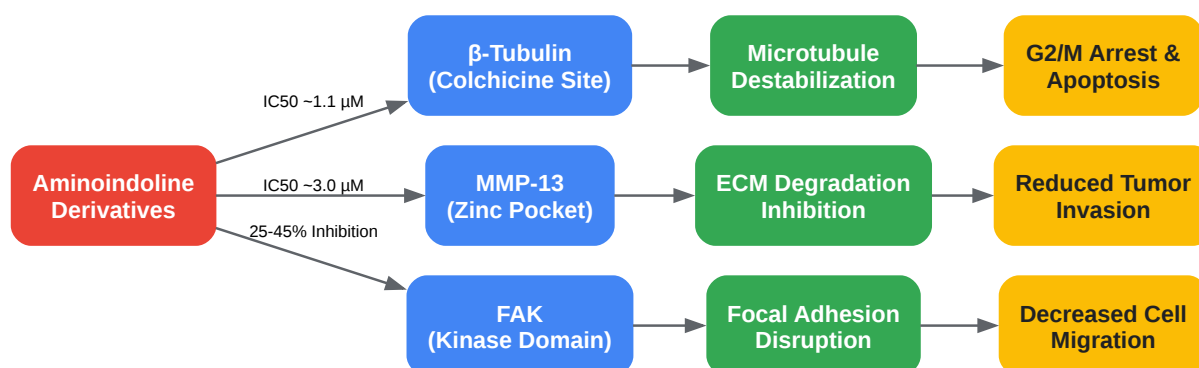 β-Tubulin
(Colchicine Site)
Microtubule
Destabilization
G2/M Arrest &
Apoptosis
IC50 ~1.1 µM
Aminoindoline
Derivatives
IC50 ~3.0 µM
MMP-13
(Zinc Pocket)
ECM Degradation
Inhibition
Reduced Tumor
Invasion
25-45% Inhibition
FAK
(Kinase Domain)
Focal Adhesion
Disruption
Decreased Cell
Migration